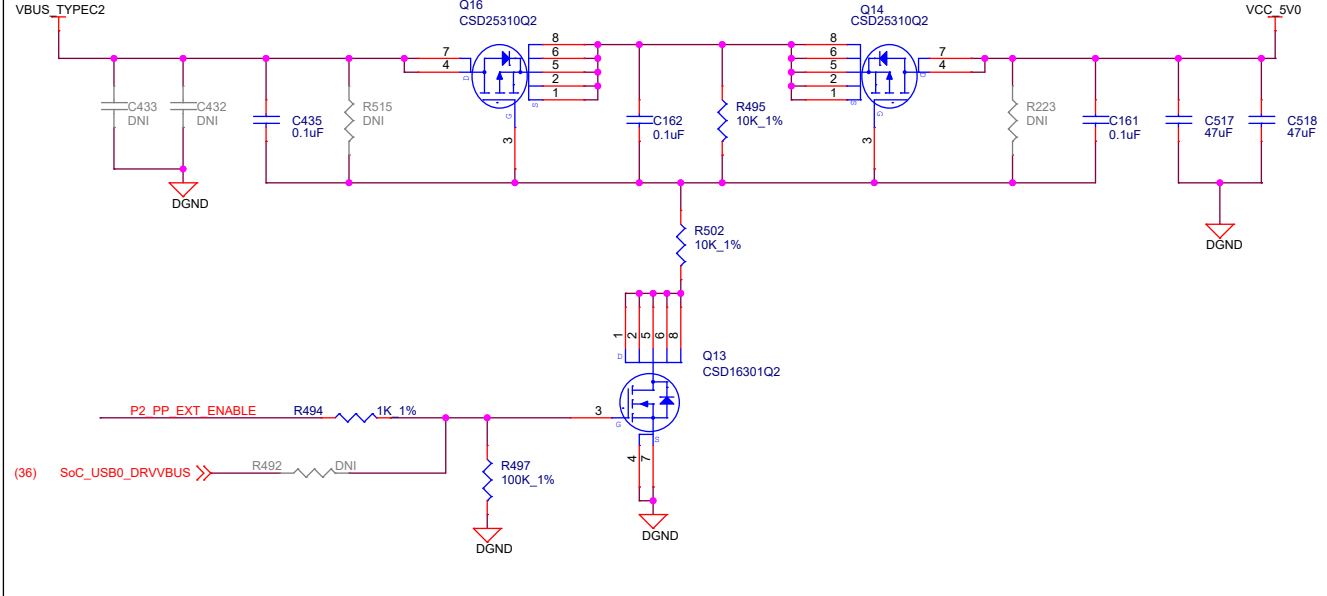 VBUS_TYPEC2
Q16
CSD25310Q2
Q14
CSD25310Q2
VCC_5V0
7
4
D
8
6
5
2
1
S
G
3
8
6
5
2
1
S
G
3
7
4
D
C433
DNI
C432
DNI
C435
0.1uF
R515
DNI
C162
0.1uF
R495
10K_1%
R223
DNI
C161
0.1uF
C517
47uF
C518
47uF
DGND
DGND
R502
10K_1%
1
2
5
6
8
D
Q13
CSD16301Q2
P2_PP_EXT_ENABLE
R494
1K_1%
3
G
S
4
7
(36)
SoC_USB0_DRVVBUS
R492
DNI
R497
100K_1%
DGND
DGND